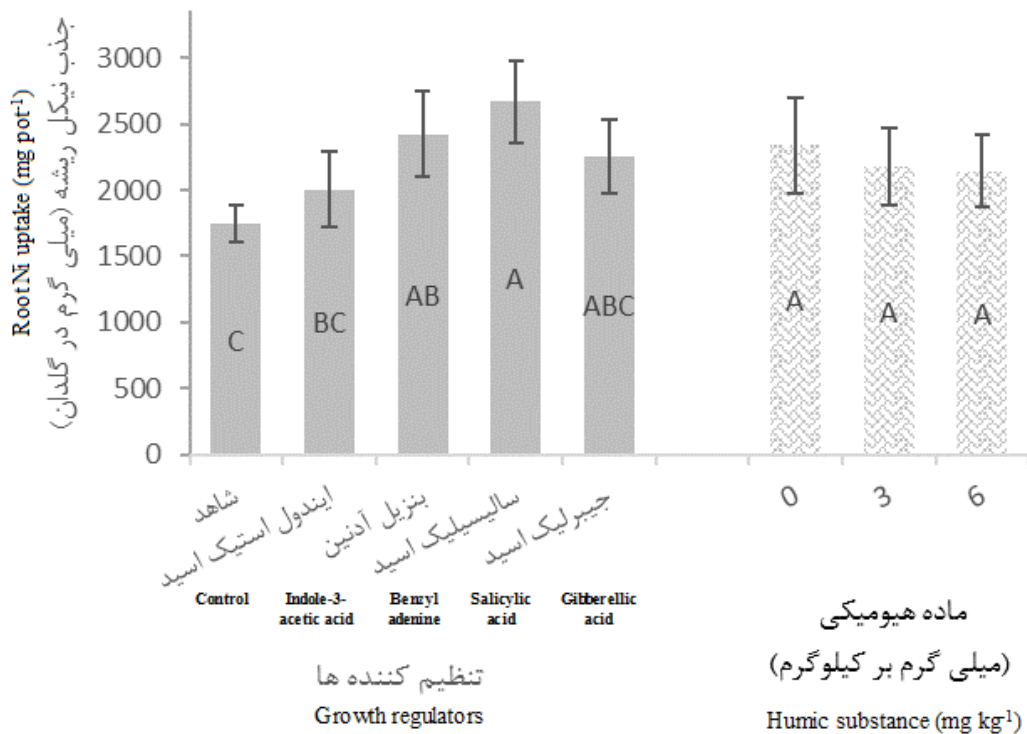 Root Ni uptake (mg pot-1)
جذب نیکل ریشه (میلی گرم در گلدان)
3000
2500
2000
1500
1000
500
0
C
BC
AB
A
ABC
A
A
A
شاهد
ایندول استیک اسید
بنزیل آدنین
سالیسیلیک اسید
جیبرلیک اسید
0
3
6
Control
Indole-3-
acetic acid
Benzyl
adenine
Salicylic
acid
Gibberellic
acid
تنظیم کننده ها
Growth regulators
ماده هیومیکی
(میلی گرم بر کیلوگرم)
Humic substance (mg kg-1)